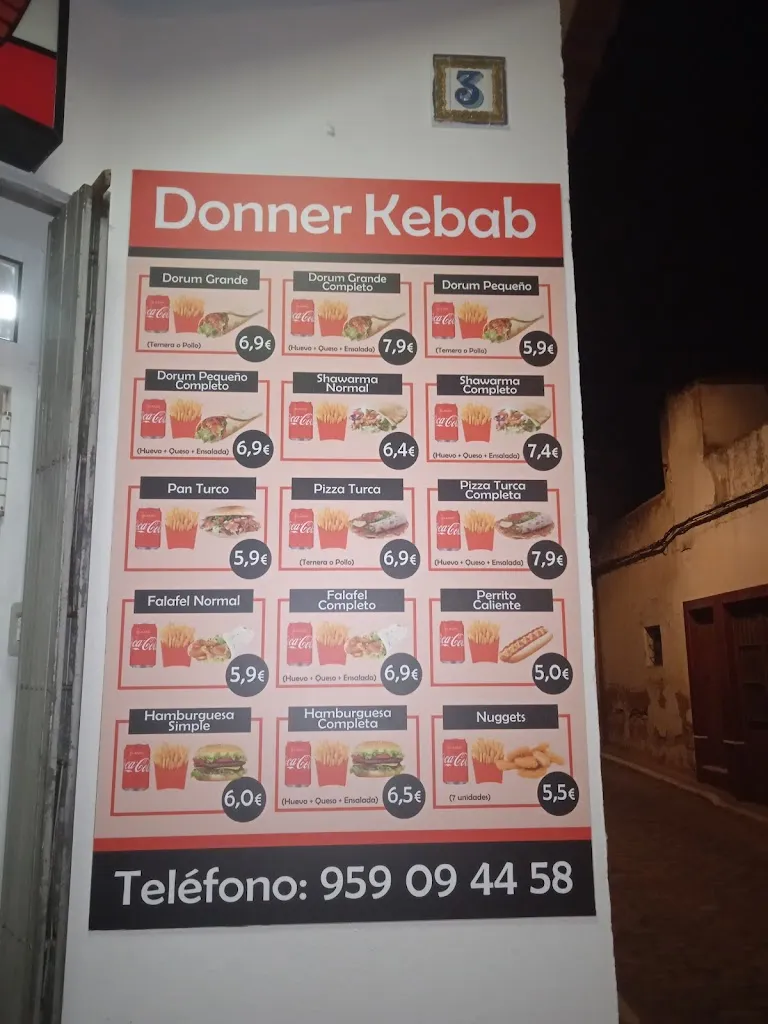 3
Donner Kebab
Dorum Grande
(Ternera o Pollo)
6,9€
Dorum Grande
Completo
(Huevo + Queso + Ensalada)
7,9€
Dorum Pequeño
(Ternera o Pollo)
5,9€
Dorum Pequeño
Completo
(Huevo + Queso + Ensalada)
6,9€
Shawarma
Normal
6,4€
Shawarma
Completo
(Huevo + Queso + Ensalada)
7,4€
Pan Turco
5,9€
Pizza Turca
(Ternera o Pollo)
6,9€
Pizza Turca
Completa
(Huevo + Queso + Ensalada)
7,9€
Falafel Normal
5,9€
Falafel
Completo
(Huevo + Queso + Ensalada)
6,9€
Perrito
Caliente
5,0€
Hamburguesa
Simple
6,0€
Hamburguesa
Completa
(Huevo + Queso + Ensalada)
6,5€
Nuggets
(7 unidades)
5,5€
Teléfono: 959 09 44 58